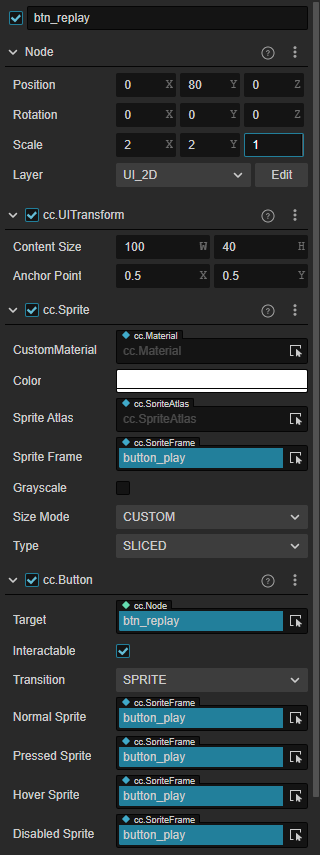 btn_replay
Node
Position 0 X 80 Y 0 Z
Rotation 0 X 0 Y 0 Z
Scale 2 X 2 Y 1
Layer UI_2D Edit
cc.UITransform
Content Size 100 W 40 H
Anchor Point 0.5 X 0.5 Y
cc.Sprite
cc.Material
CustomMaterial cc.Material
Color
cc.SpriteAtlas
Sprite Atlas cc.SpriteAtlas
cc.SpriteFrame
Sprite Frame button_play
Grayscale
Size Mode CUSTOM
Type SLICED
cc.Button
cc.Node
Target btn_replay
Interactable
Transition SPRITE
cc.SpriteFrame
Normal Sprite button_play
cc.SpriteFrame
Pressed Sprite button_play
cc.SpriteFrame
Hover Sprite button_play
cc.SpriteFrame
Disabled Sprite button_play